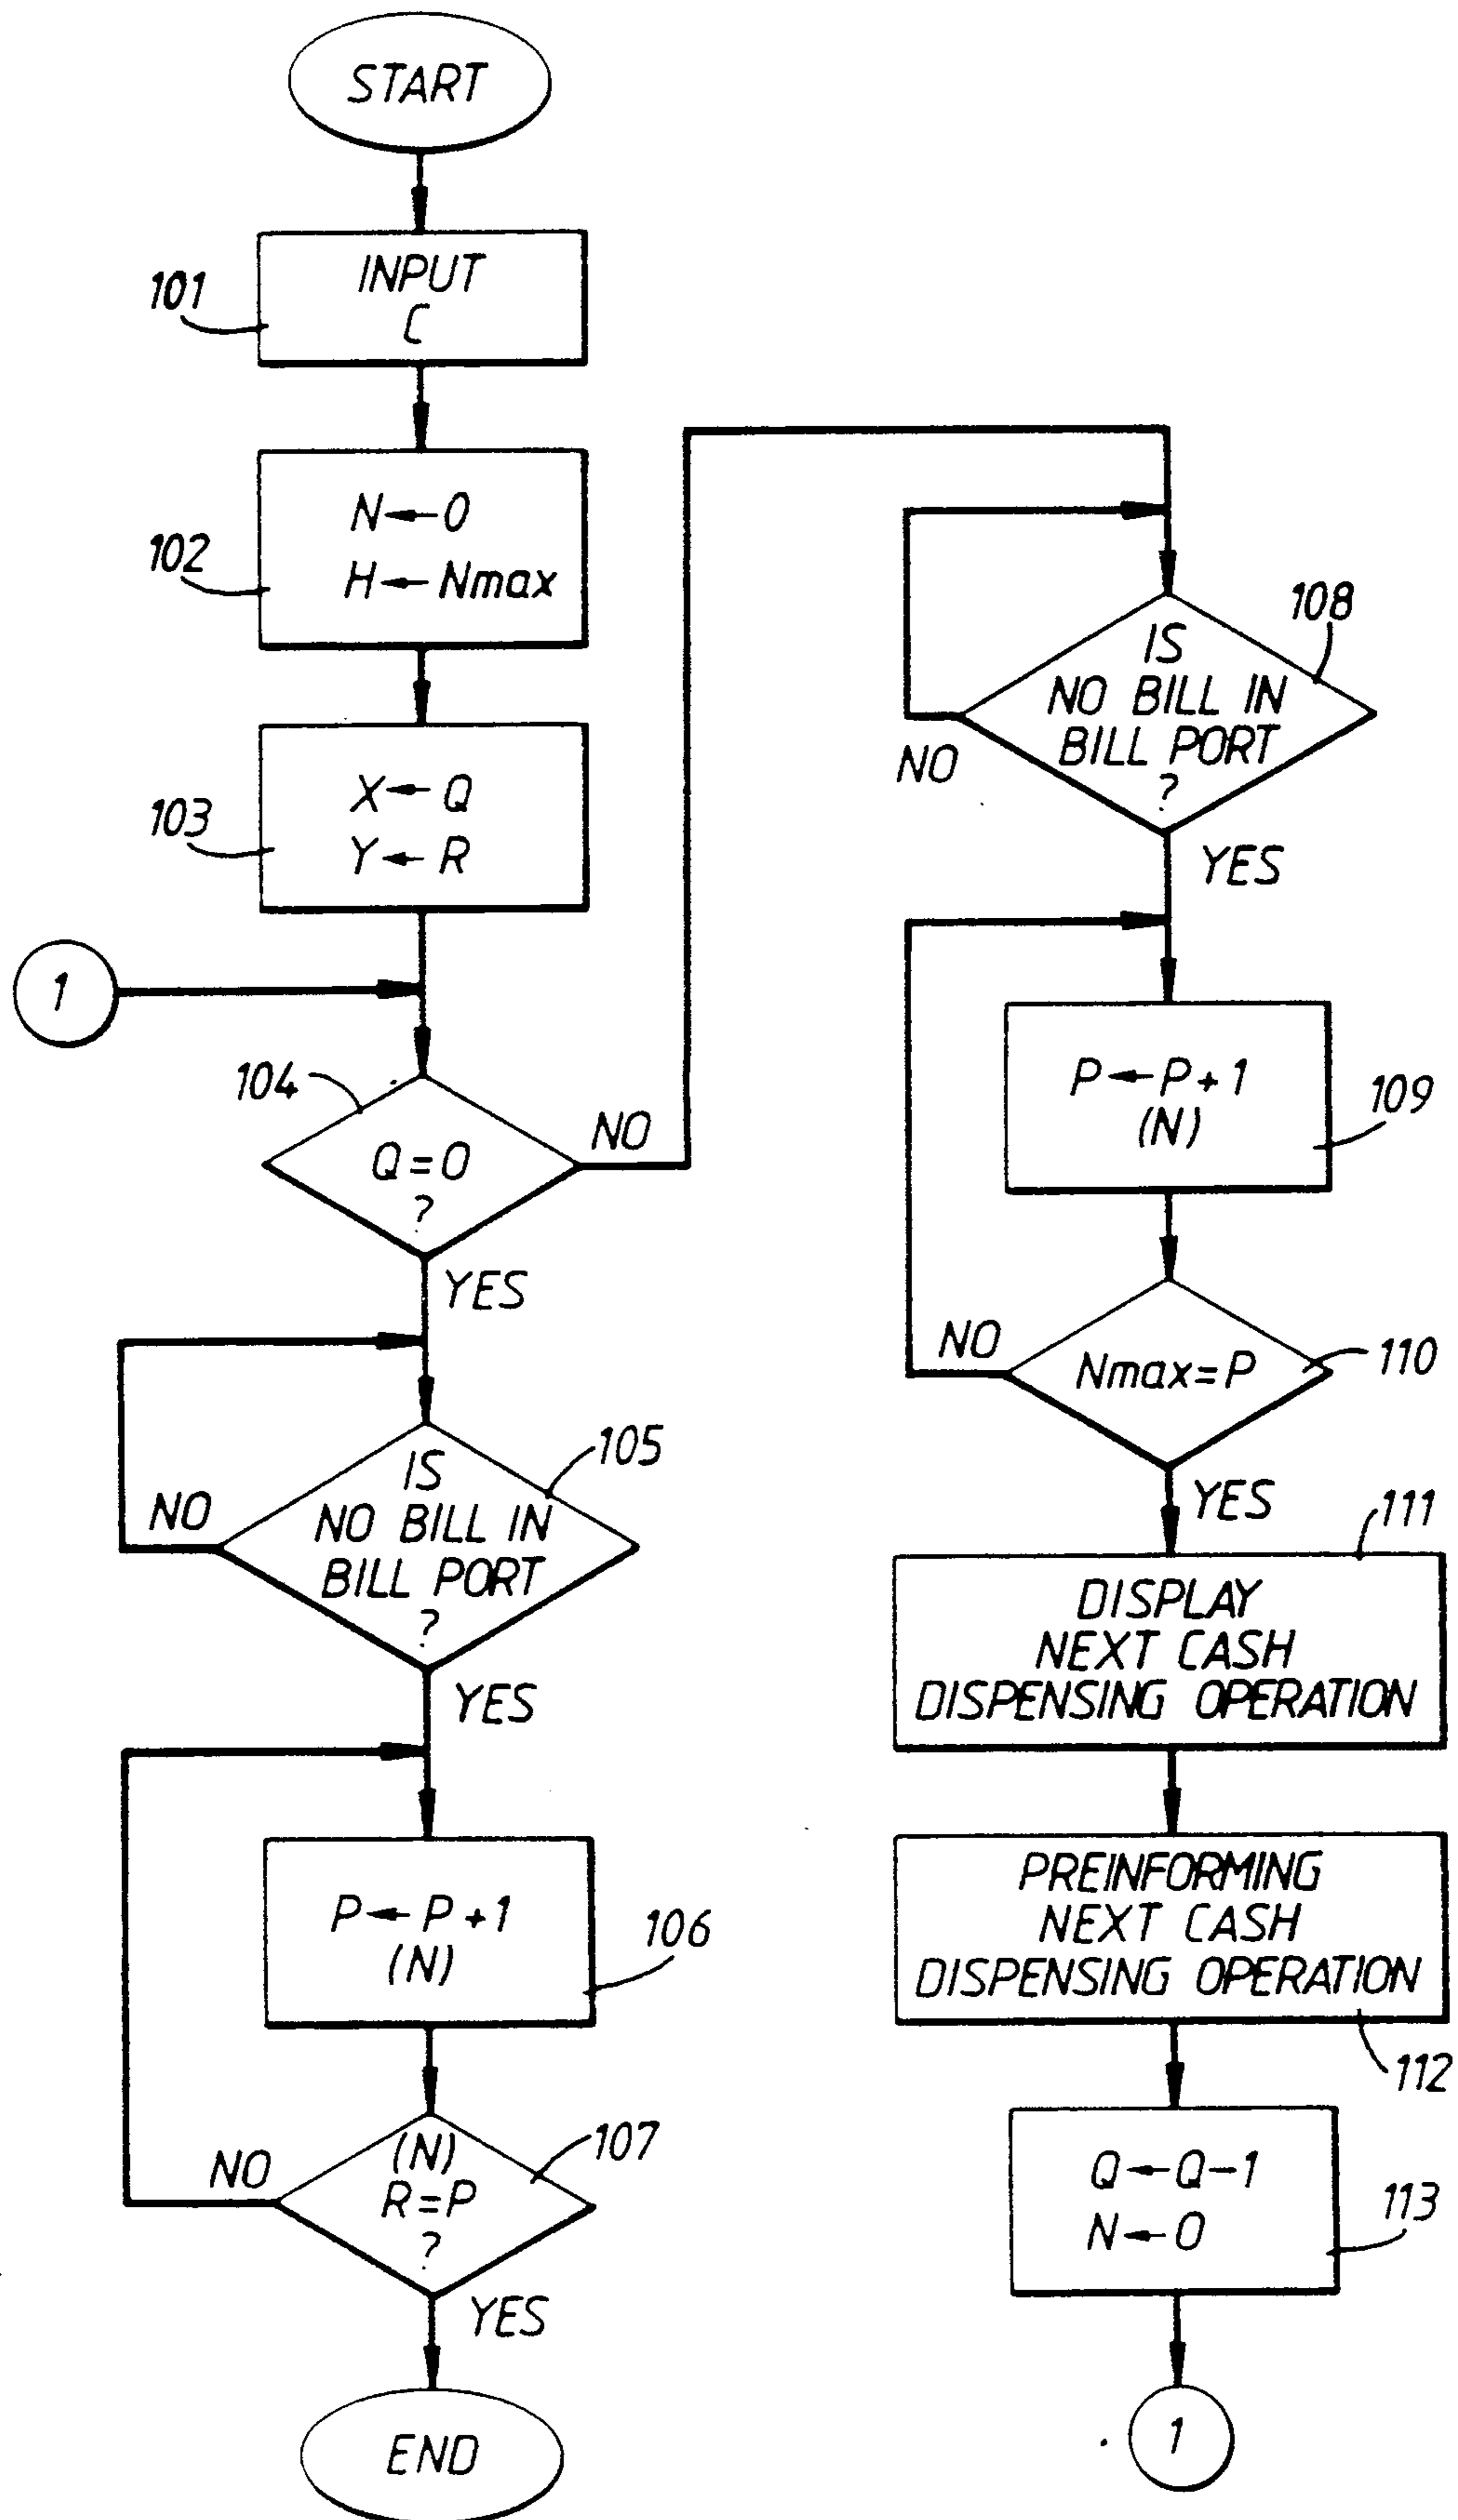 START
101
INPUT
C
102
N←0
H←Nmax
103
X←Q
Y←R
1
104
Q=0
?
NO
YES
105
IS
NO BILL IN
BILL PORT
?
NO
YES
106
P←P+1
(N)
107
(N)
R=P
?
NO
YES
END
108
IS
NO BILL IN
BILL PORT
?
NO
YES
109
P←P+1
(N)
110
Nmax=P
NO
YES
111
DISPLAY
NEXT CASH
DISPENSING OPERATION
PREINFORMING
NEXT CASH
DISPENSING OPERATION
112
Q←Q-1
N←0
113
1